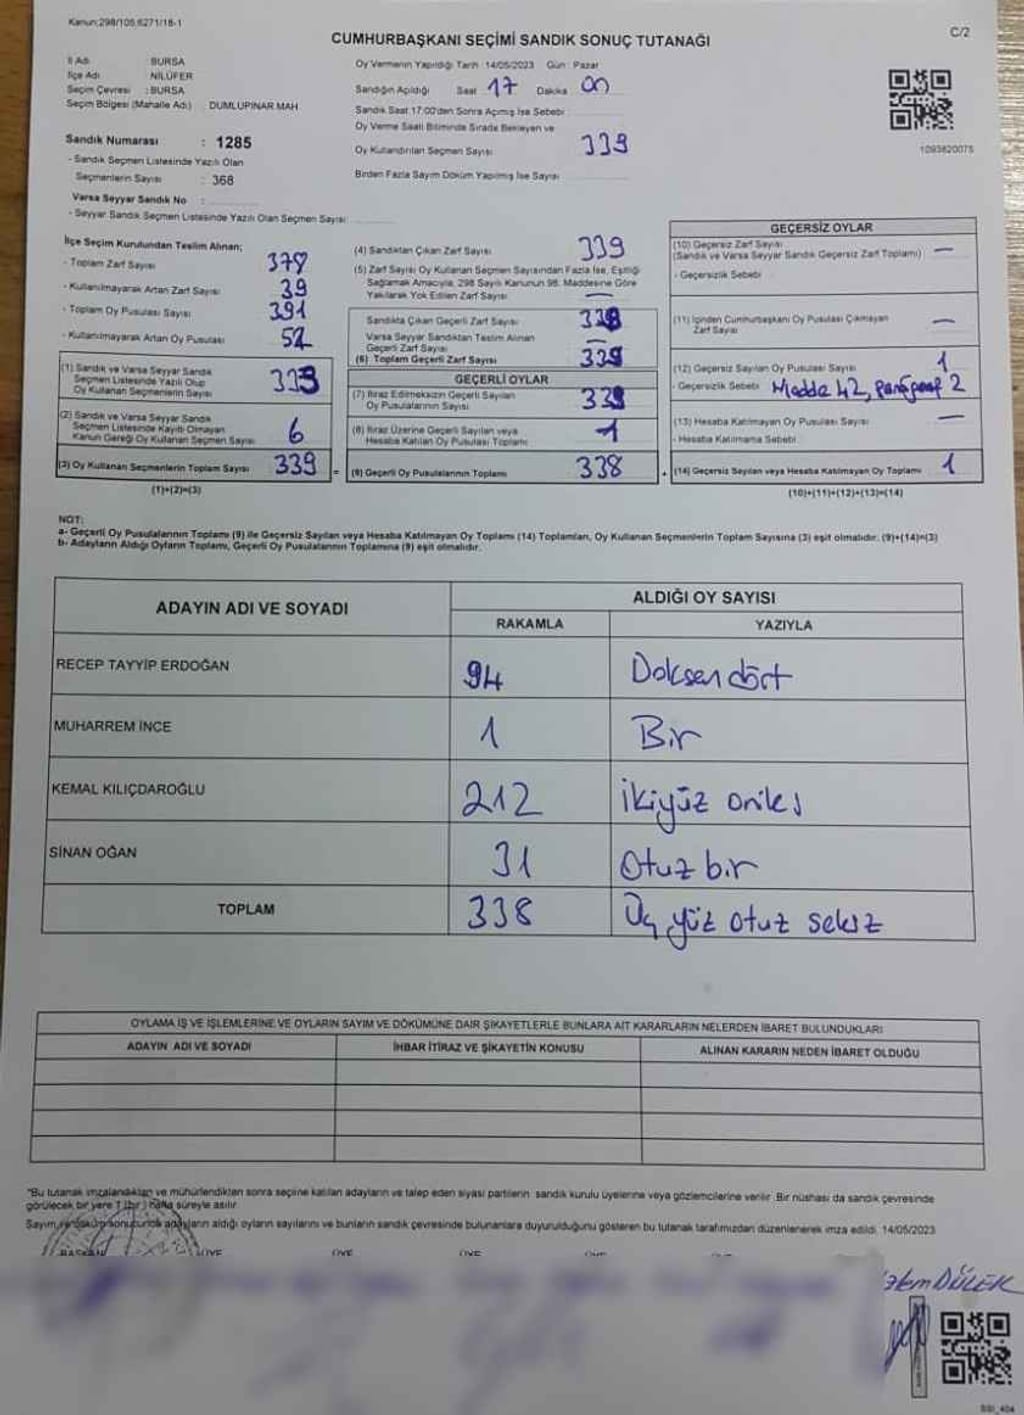 Kanun:298/105,6271/18-1
C/2
CUMHURBAŞKANI SEÇİMİ SANDIK SONUÇ TUTANAĞI
İl Adı : BURSA
İlçe Adı : NİLÜFER
Seçim Çevresi : BURSA
Seçim Bölgesi (Mahalle Adı) : DUMLUPINAR MAH
Sandık Numarası : 1285
- Sandık Seçmen Listesinde Yazılı Olan
Seçmenlerin Sayısı : 368
Varsa Seyyar Sandık No :
- Seyyar Sandık Seçmen Listesinde Yazılı Olan Seçmen Sayısı:
Oy Vermenin Yapıldığı Tarih : 14/05/2023 Gün : Pazar
Sandığın Açıldığı Saat 17 Dakika 00
Sandık Saat 17:00'den Sonra Açılmış İse Sebebi
Oy Verme Saati Bitiminde Sırada Bekleyen ve
Oy Kullandırılan Seçmen Sayısı 339
Birden Fazla Sayım Döküm Yapılmış İse Sayısı
1093620075
İlçe Seçim Kurulundan Teslim Alınan;
- Toplam Zarf Sayısı 378
- Kullanılmayarak Artan Zarf Sayısı 39
- Toplam Oy Pusulası Sayısı 391
- Kullanılmayarak Artan Oy Pusulası 52
(1) Sandık ve Varsa Seyyar Sandık
Seçmen Listesinde Yazılı Olup
Oy Kullanan Seçmenlerin Sayısı 333
(2) Sandık ve Varsa Seyyar Sandık
Seçmen Listesinde Kayıtlı Olmayan
Kanun Gereği Oy Kullanan Seçmen Sayısı 6
(3) Oy Kullanan Seçmenlerin Toplam Sayısı 339 =
(1)+(2)=(3)
(4) Sandıktan Çıkan Zarf Sayısı 339
(5) Zarf Sayısı Oy Kullanan Seçmen Sayısından Fazla İse, Eşitliği
Sağlamak Amacıyla, 298 Sayılı Kanunun 98. Maddesine Göre
Yakılarak Yok Edilen Zarf Sayısı —
Sandıkta Çıkan Geçerli Zarf Sayısı 339
Varsa Seyyar Sandıktan Teslim Alınan
Geçerli Zarf Sayısı —
(6) Toplam Geçerli Zarf Sayısı 339
GEÇERLİ OYLAR
(7) İtiraz Edilmeksizin Geçerli Sayılan
Oy Pusulalarının Sayısı
(8) İtiraz Üzerine Geçerli Sayılan veya
Hesaba Katılan Oy Pusulası Toplamı
(9) Geçerli Oy Pusulalarının Toplamı 338 +
GEÇERSİZ OYLAR
(10) Geçersiz Zarf Sayısı —
(Sandık ve Varsa Seyyar Sandık Geçersiz Zarf Toplamı)
- Geçersizlik Sebebi
(11) İçinden Cumhurbaşkanı Oy Pusulası Çıkmayan
Zarf Sayısı —
(12) Geçersiz Sayılan Oy Pusulası Sayısı 1
- Geçersizlik Sebebi Madde 42, paragraf 2
(13) Hesaba Katılmayan Oy Pusulası Sayısı —
- Hesaba Katılmama Sebebi
(14) Geçersiz Sayılan veya Hesaba Katılmayan Oy Toplamı 1
(10)+(11)+(12)+(13)=(14)
NOT:
a- Geçerli Oy Pusulalarının Toplamı (9) ile Geçersiz Sayılan veya Hesaba Katılmayan Oy Toplamı (14) Toplamları, Oy Kullanan Seçmenlerin Toplam Sayısına (3) eşit olmalıdır. (9)+(14)=(3)
b- Adayların Aldığı Oyların Toplamı, Geçerli Oy Pusulalarının Toplamına (9) eşit olmalıdır.
ADAYIN ADI VE SOYADI
ALDIĞI OY SAYISI
RAKAMLA YAZIYLA
RECEP TAYYİP ERDOĞAN 94 Doksan dört
MUHARREM İNCE 1 Bir
KEMAL KILIÇDAROĞLU 212 İkiyüz oniki
SİNAN OĞAN 31 Otuz bir
TOPLAM 338 Üç yüz otuz sekiz
OYLAMA İŞ VE İŞLEMLERİNE VE OYLARIN SAYIM VE DÖKÜMÜNE DAİR ŞİKAYETLERLE BUNLARA AİT KARARLARIN NELERDEN İBARET BULUNDUKLARI
ADAYIN ADI VE SOYADI İHBAR İTİRAZ VE ŞİKAYETİN KONUSU ALINAN KARARIN NEDEN İBARET OLDUĞU
"Bu tutanak imzalandıktan ve mühürlendikten sonra seçime katılan adayların ve talep eden siyasi partilerin sandık kurulu üyelerine veya gözlemcilerine verilir. Bir nüshası da sandık çevresinde
görülecek bir yere 1 (bir) hafta süreyle asılır.
Sayım ve döküm sonucunda adayların aldığı oyların sayılarını ve bunların sandık çevresinde bulunanlara duyurulduğunu gösteren bu tutanak tarafımızdan düzenlenerek imza edildi. 14/05/2023
BAŞKAN ÜYE ÜYE ÜYE
DÜLEK